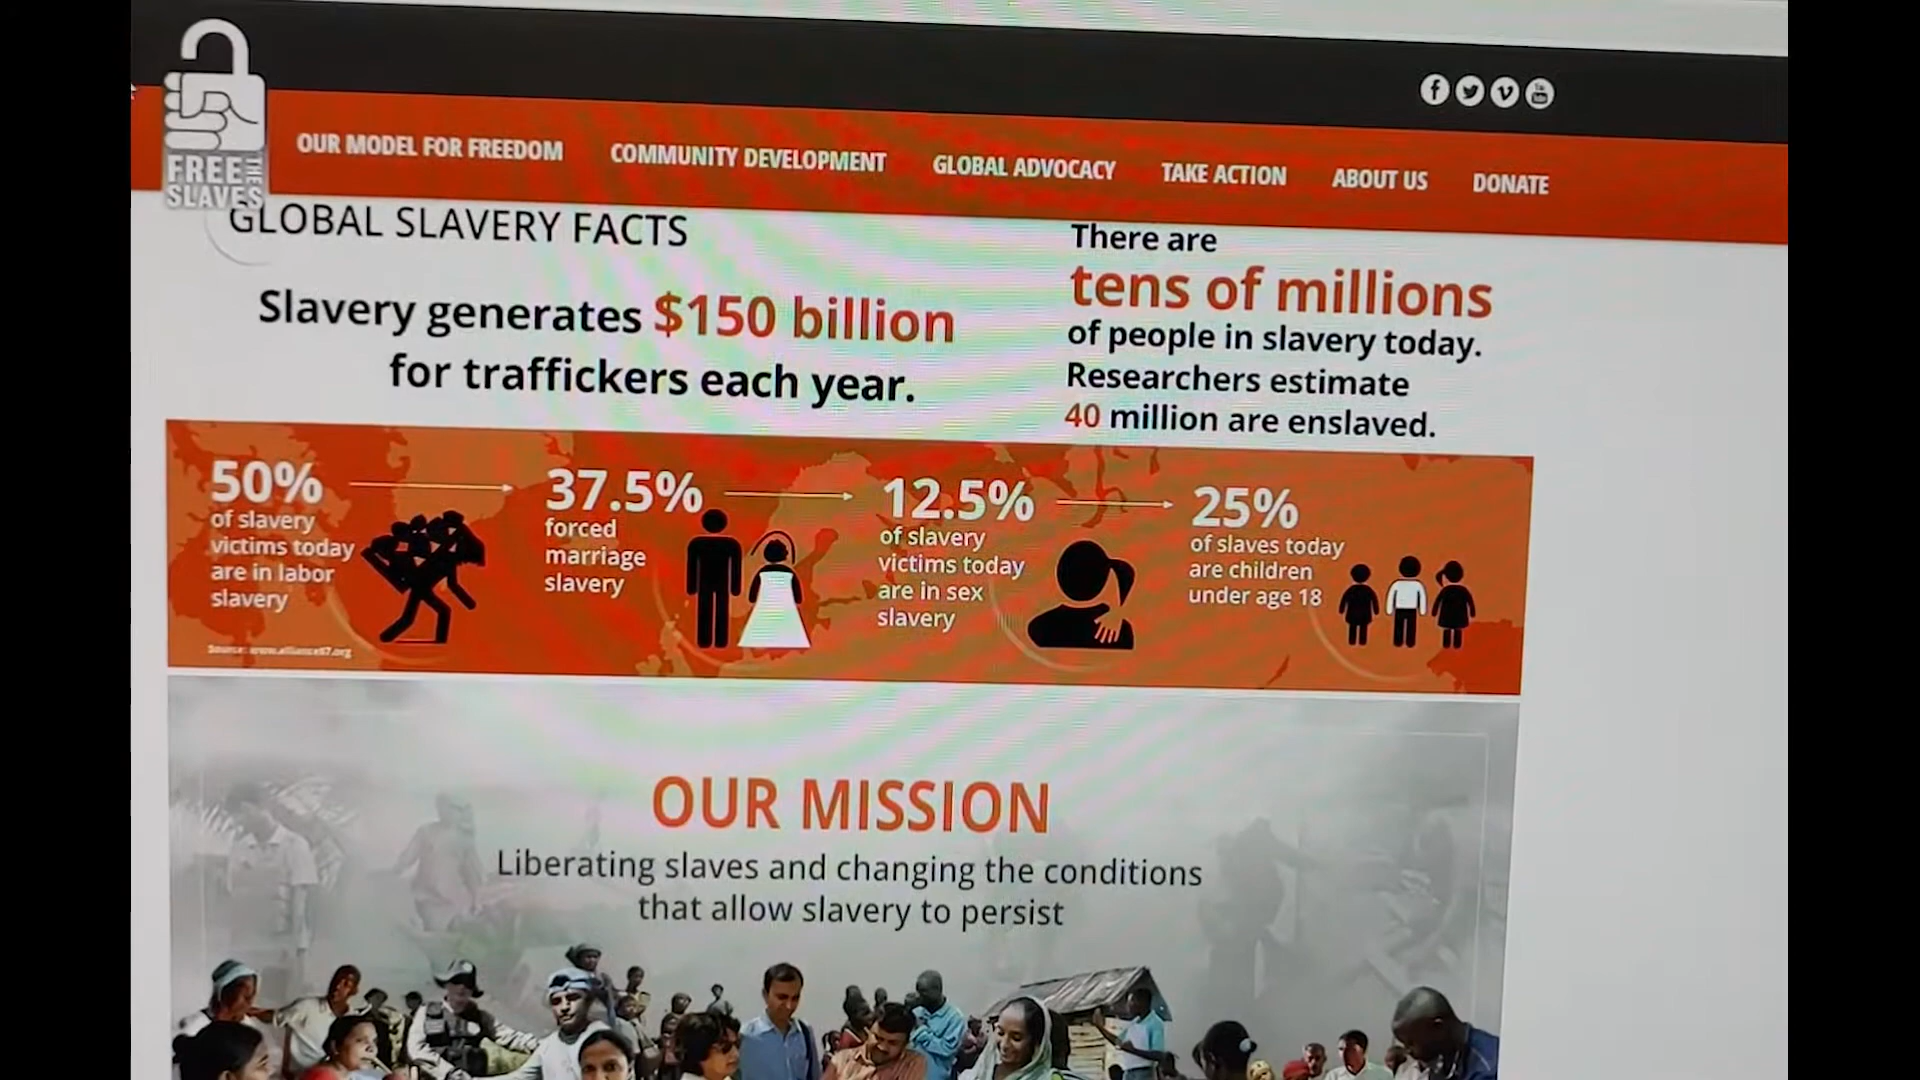 FREE THE
SLAVES
OUR MODEL FOR FREEDOM
COMMUNITY DEVELOPMENT
GLOBAL ADVOCACY
TAKE ACTION
ABOUT US
DONATE
GLOBAL SLAVERY FACTS
Slavery generates $150 billion
for traffickers each year.
There are
tens of millions
of people in slavery today.
Researchers estimate
40 million are enslaved.
50%
of slavery
victims today
are in labor
slavery
Source: www.alliance87.org
37.5%
forced
marriage
slavery
12.5%
of slavery
victims today
are in sex
slavery
25%
of slaves today
are children
under age 18
OUR MISSION
Liberating slaves and changing the conditions
that allow slavery to persist